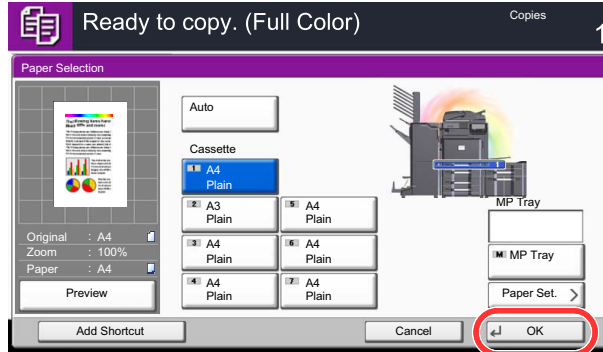 Ready to copy. (Full Color)
Copies
Paper Selection
Auto
Cassette
1 A4
Plain
2 A3
Plain
5 A4
Plain
3 A4
Plain
6 A4
Plain
4 A4
Plain
7 A4
Plain
Original : A4
Zoom : 100%
Paper : A4
Preview
1
MP Tray
M MP Tray
Paper Set.
Add Shortcut
Cancel
OK